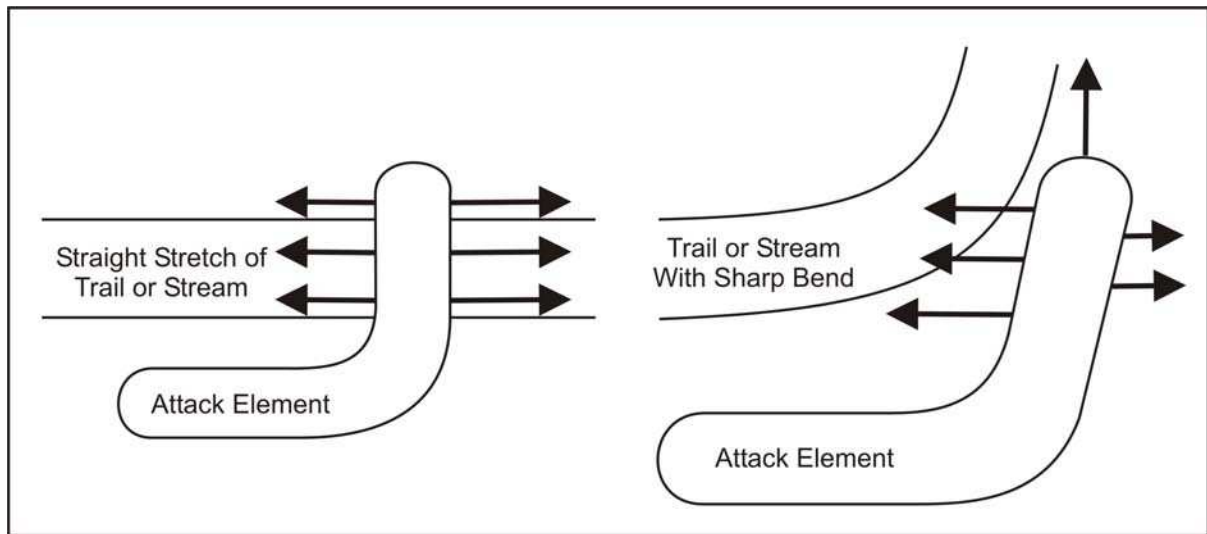 Straight Stretch of
Trail or Stream
Attack Element
Trail or Stream
With Sharp Bend
Attack Element